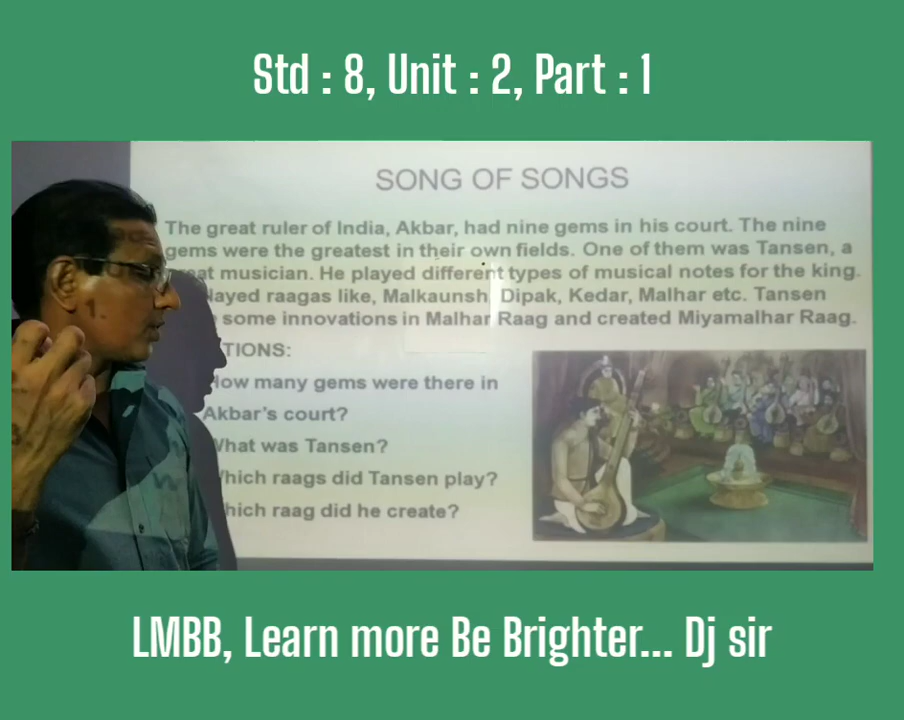 Std : 8, Unit : 2, Part : 1
SONG OF SONGS
The great ruler of India, Akbar, had nine gems in his court. The nine
gems were the greatest in their own fields. One of them was Tansen, a
musician. He played different types of musical notes for the king.
raagas like, Malkaunsh, Dipak, Kedar, Malhar etc. Tansen
some innovations in Malhar Raag and created Miyamalhar Raag.
TIONS:
How many gems were there in
Akbar's court?
What was Tansen?
Which raags did Tansen play?
hich raag did he create?
LMBB, Learn more Be Brighter... Dj sir